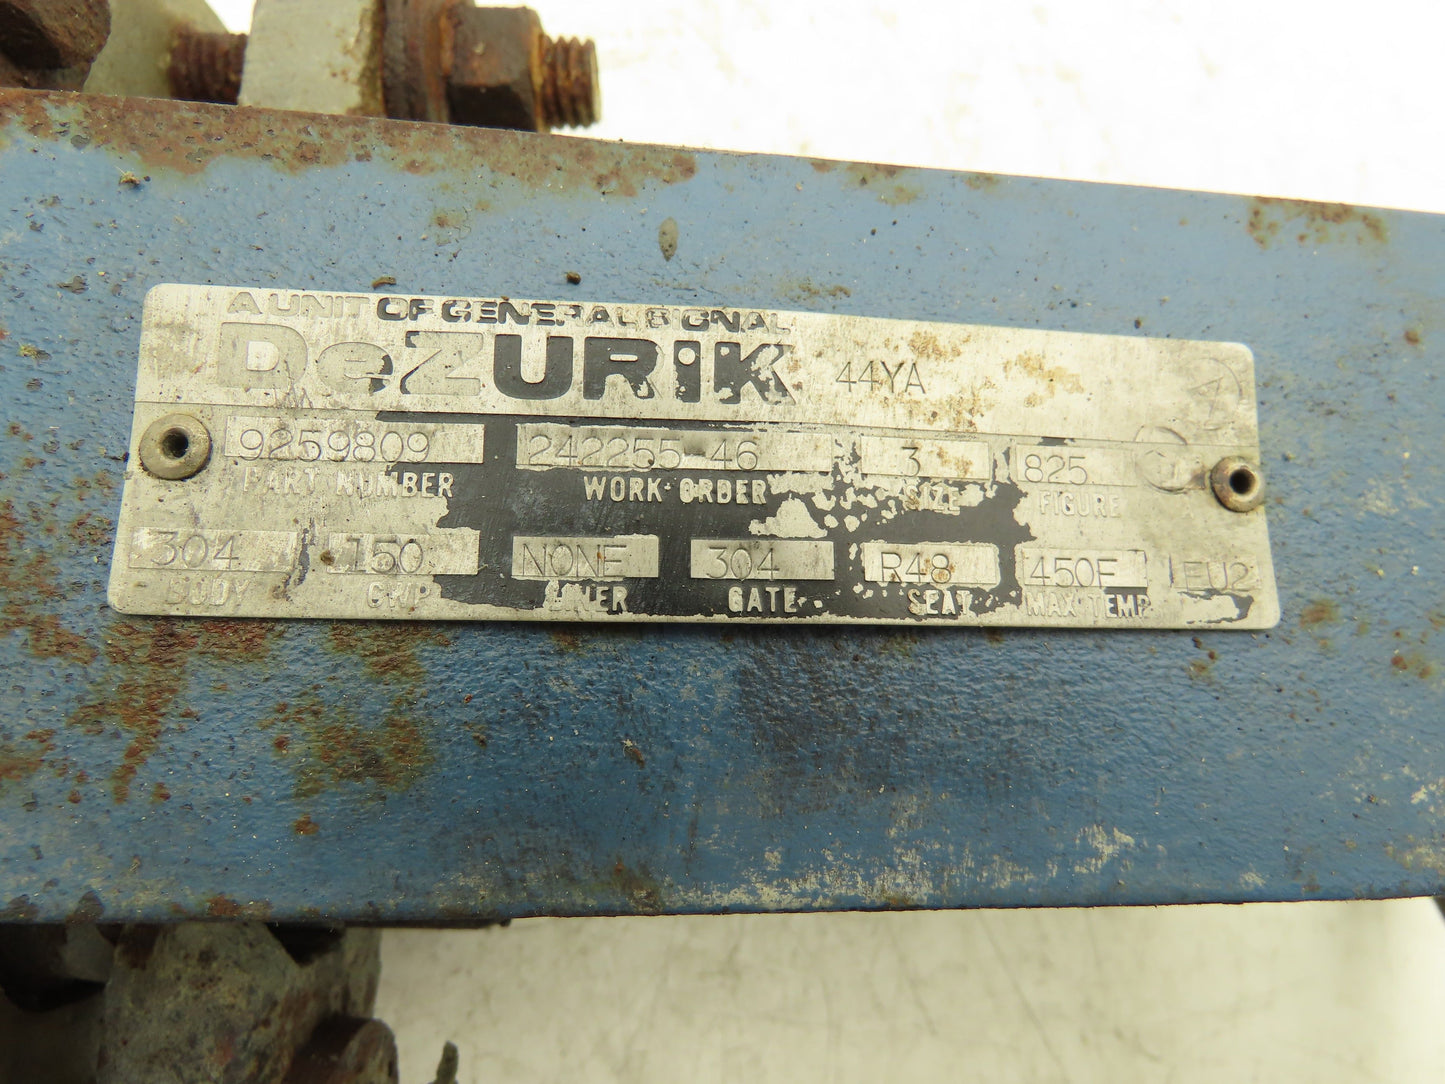 A UNIT OF GENERAL SIGNAL
DeZURiK 44YA
9259809 242255-46 3 825
PART NUMBER WORK ORDER SIZE FIGURE
304 150 NONE 304 R48 450F EU2
BODY CWP LINER GATE SEAT MAX TEMP